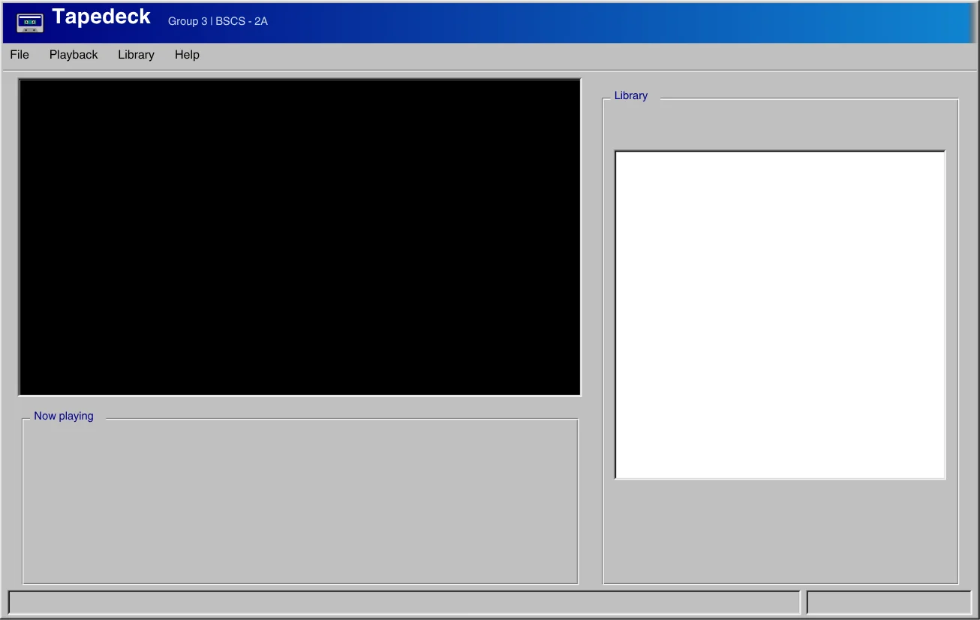 Tapedeck Group 3 | BSCS - 2A
File Playback Library Help
Library
Now playing